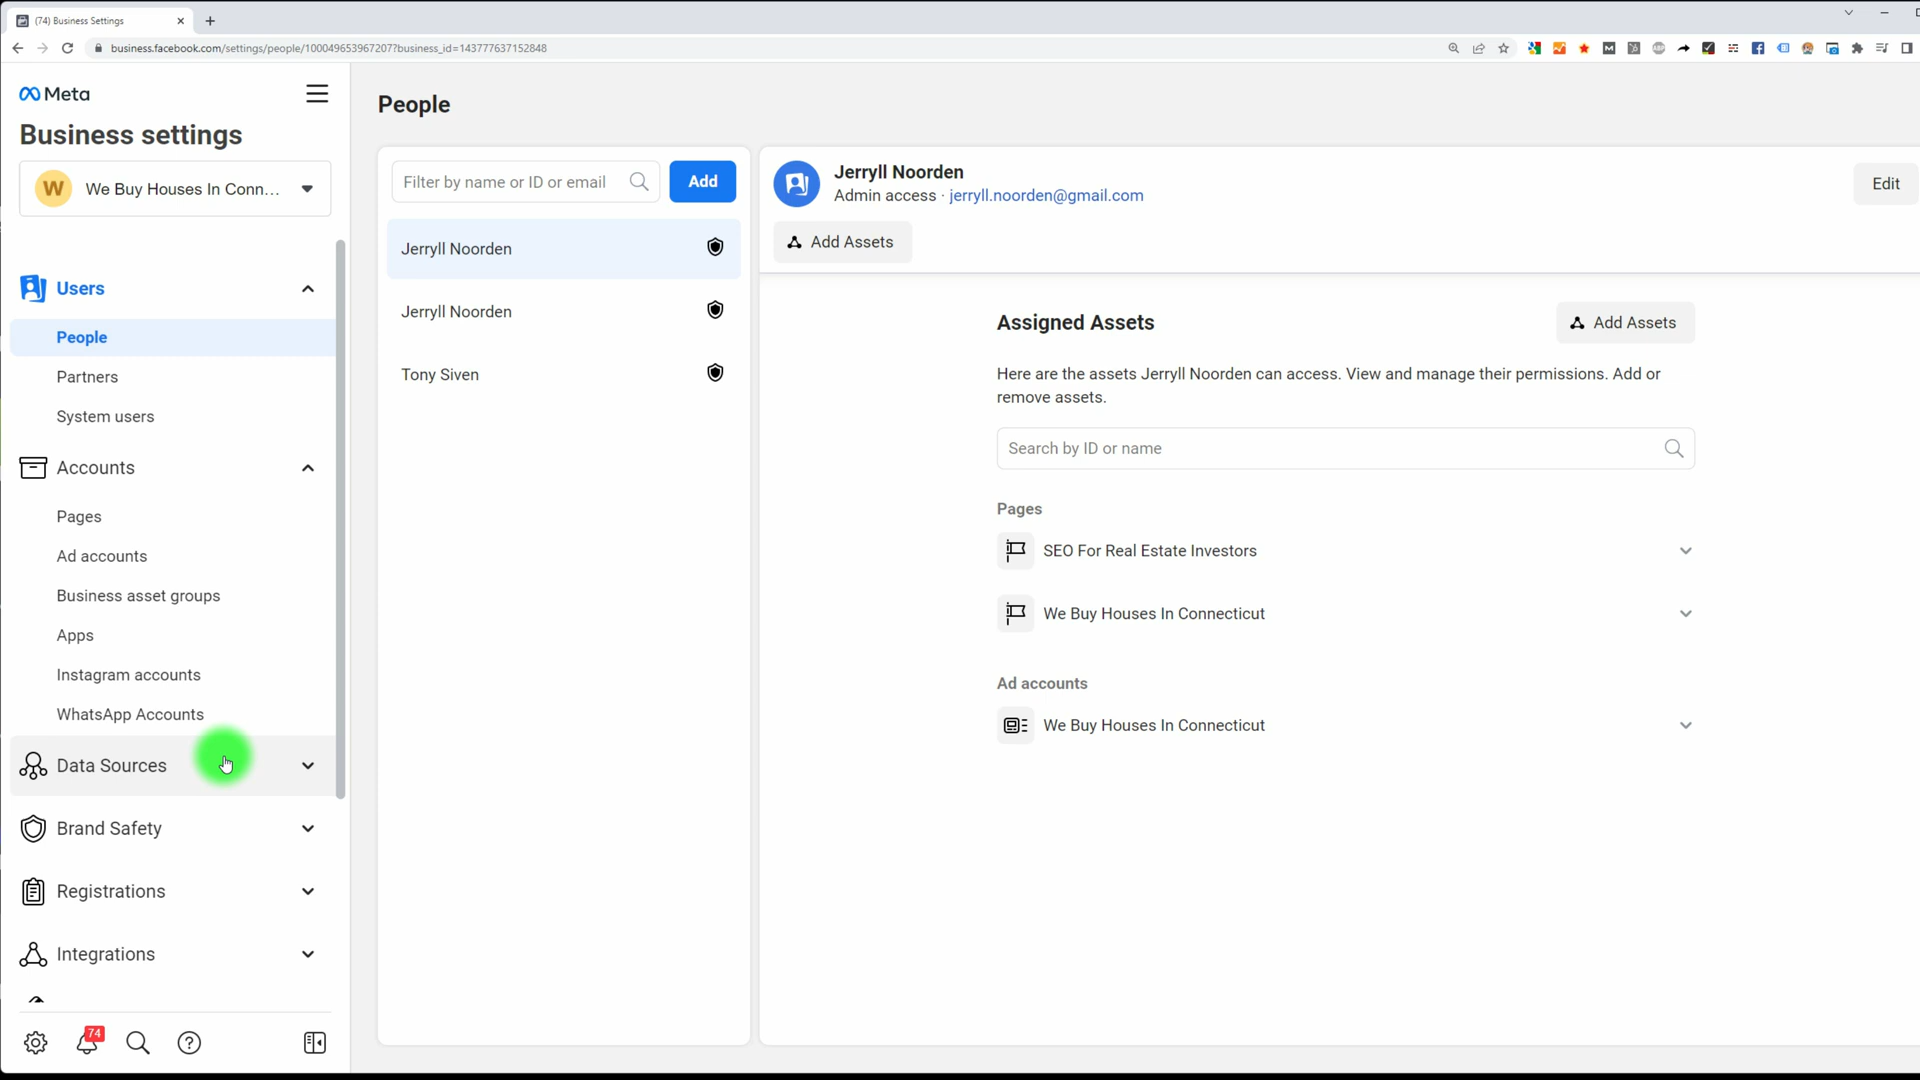 (74) Business Settings
business.facebook.com/settings/people/100049653967207?business_id=143777637152848
Meta
Business settings
W
We Buy Houses In Conn...
Users
People
Partners
System users
Accounts
Pages
Ad accounts
Business asset groups
Apps
Instagram accounts
WhatsApp Accounts
Data Sources
Brand Safety
Registrations
Integrations
74
People
Filter by name or ID or email
Add
Jerryll Noorden
Jerryll Noorden
Tony Siven
Jerryll Noorden
Admin access · jerryll.noorden@gmail.com
Edit
Add Assets
Assigned Assets
Add Assets
Here are the assets Jerryll Noorden can access. View and manage their permissions. Add or
remove assets.
Search by ID or name
Pages
SEO For Real Estate Investors
We Buy Houses In Connecticut
Ad accounts
We Buy Houses In Connecticut